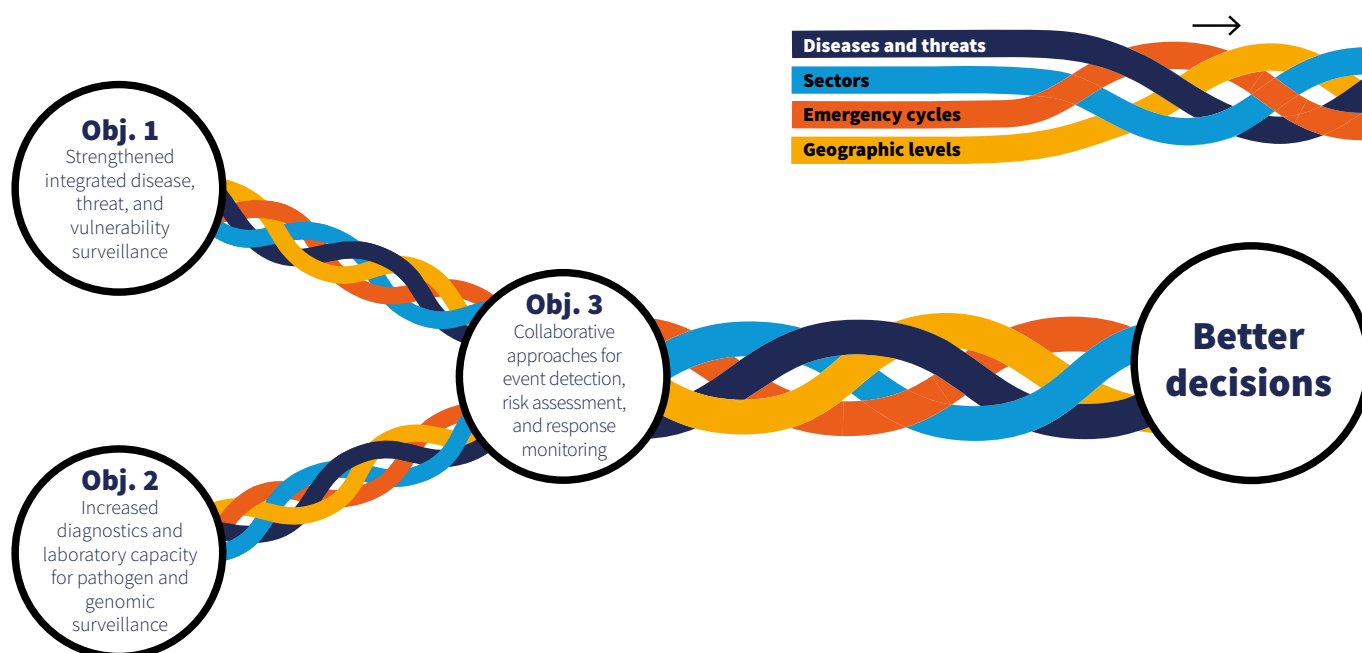 Diseases and threats
Sectors
Emergency cycles
Geographic levels
Obj. 1
Strengthened
integrated disease,
threat, and
vulnerability
surveillance
Obj. 2
Increased
diagnostics and
laboratory capacity
for pathogen and
genomic
surveillance
Obj. 3
Collaborative
approaches for
event detection,
risk assessment,
and response
monitoring
Better
decisions